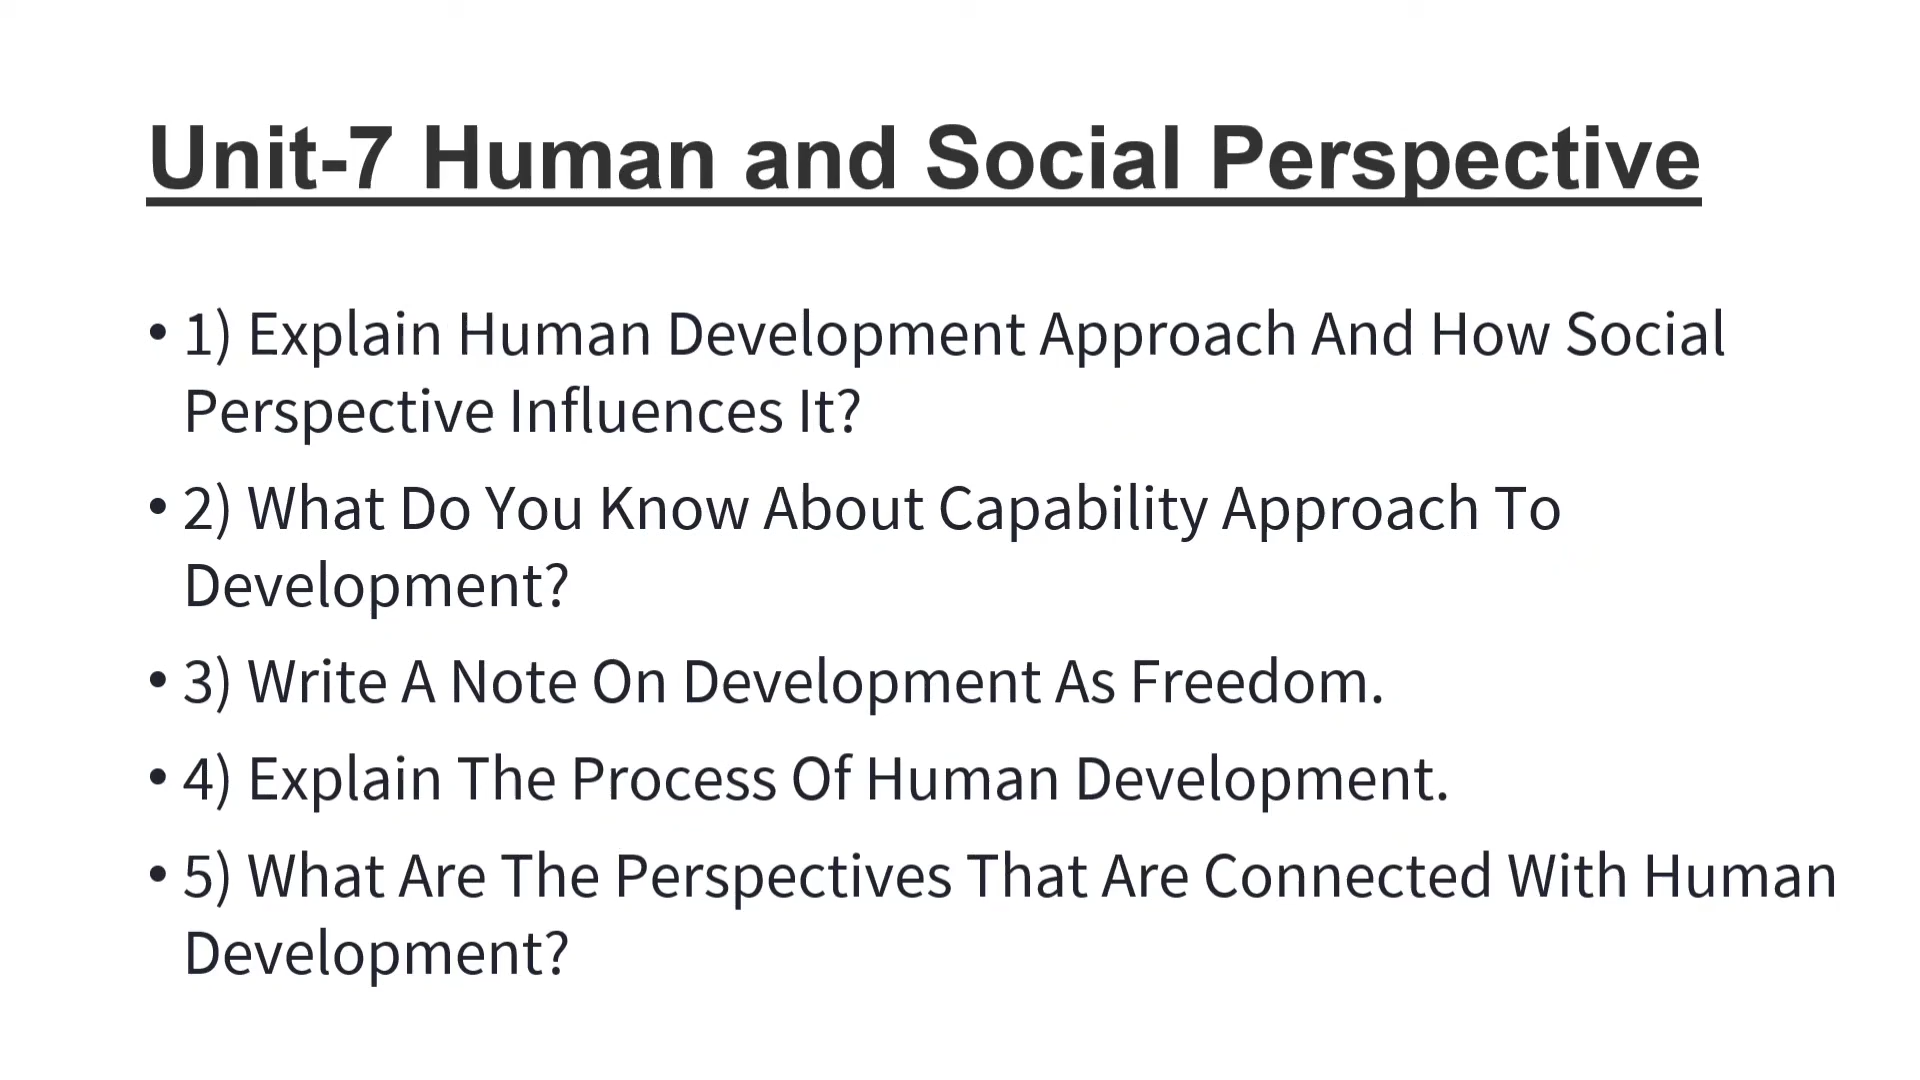 Unit-7 Human and Social Perspective
• 1) Explain Human Development Approach And How Social
Perspective Influences It?
• 2) What Do You Know About Capability Approach To
Development?
• 3) Write A Note On Development As Freedom.
• 4) Explain The Process Of Human Development.
• 5) What Are The Perspectives That Are Connected With Human
Development?